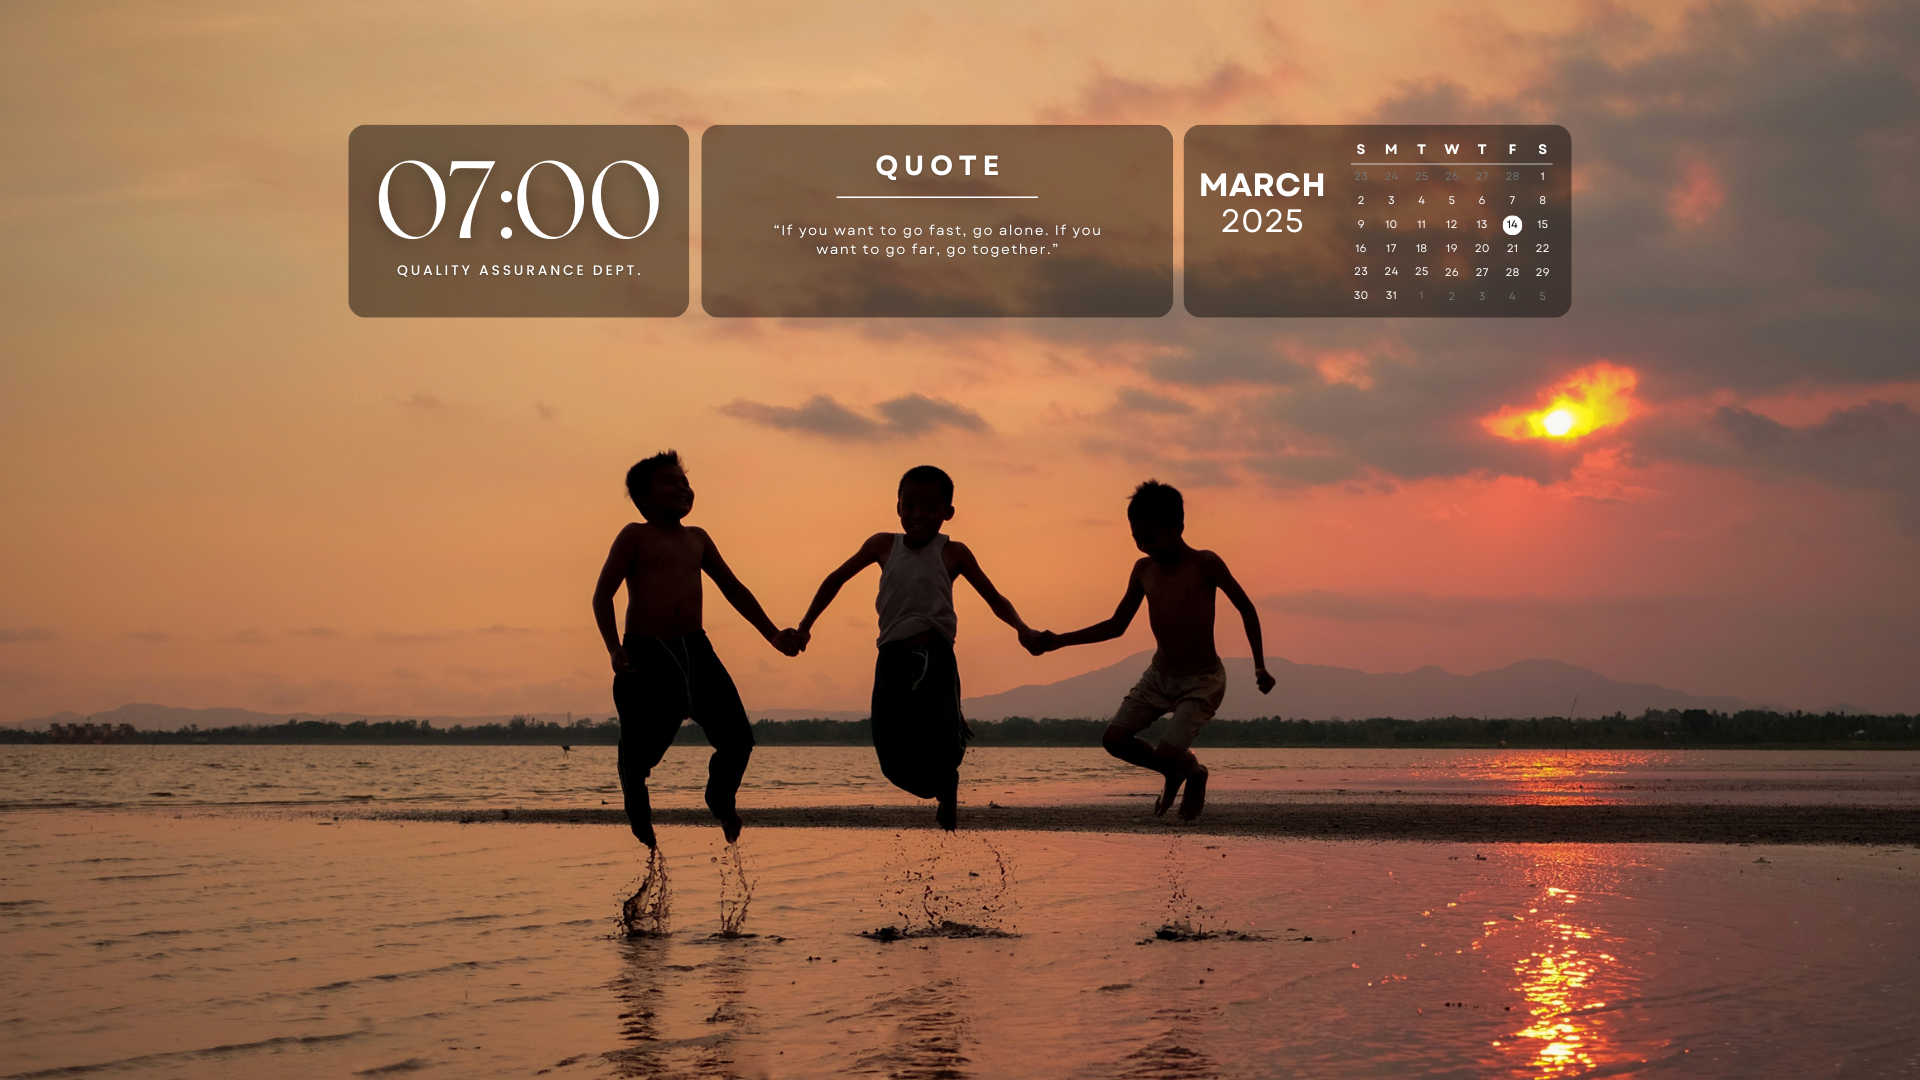 07:00
QUALITY ASSURANCE DEPT.
QUOTE
“If you want to go fast, go alone. If you
want to go far, go together.”
MARCH
2025
S M T W T F S
23 24 25 26 27 28 1
2 3 4 5 6 7 8
9 10 11 12 13 14 15
16 17 18 19 20 21 22
23 24 25 26 27 28 29
30 31 1 2 3 4 5